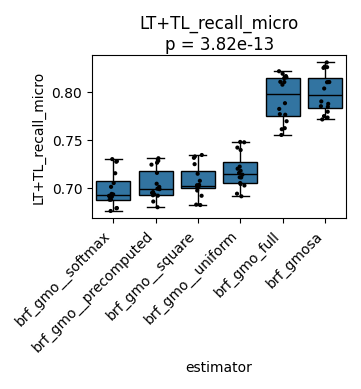 LT+TL_recall_micro
p = 3.82e-13
LT+TL_recall_micro
0.80
0.75
0.70
brf_gmo__softmax
brf_gmo__precomputed
brf_gmo__square
brf_gmo__uniform
brf_gmo_full
brf_gmosa
estimator